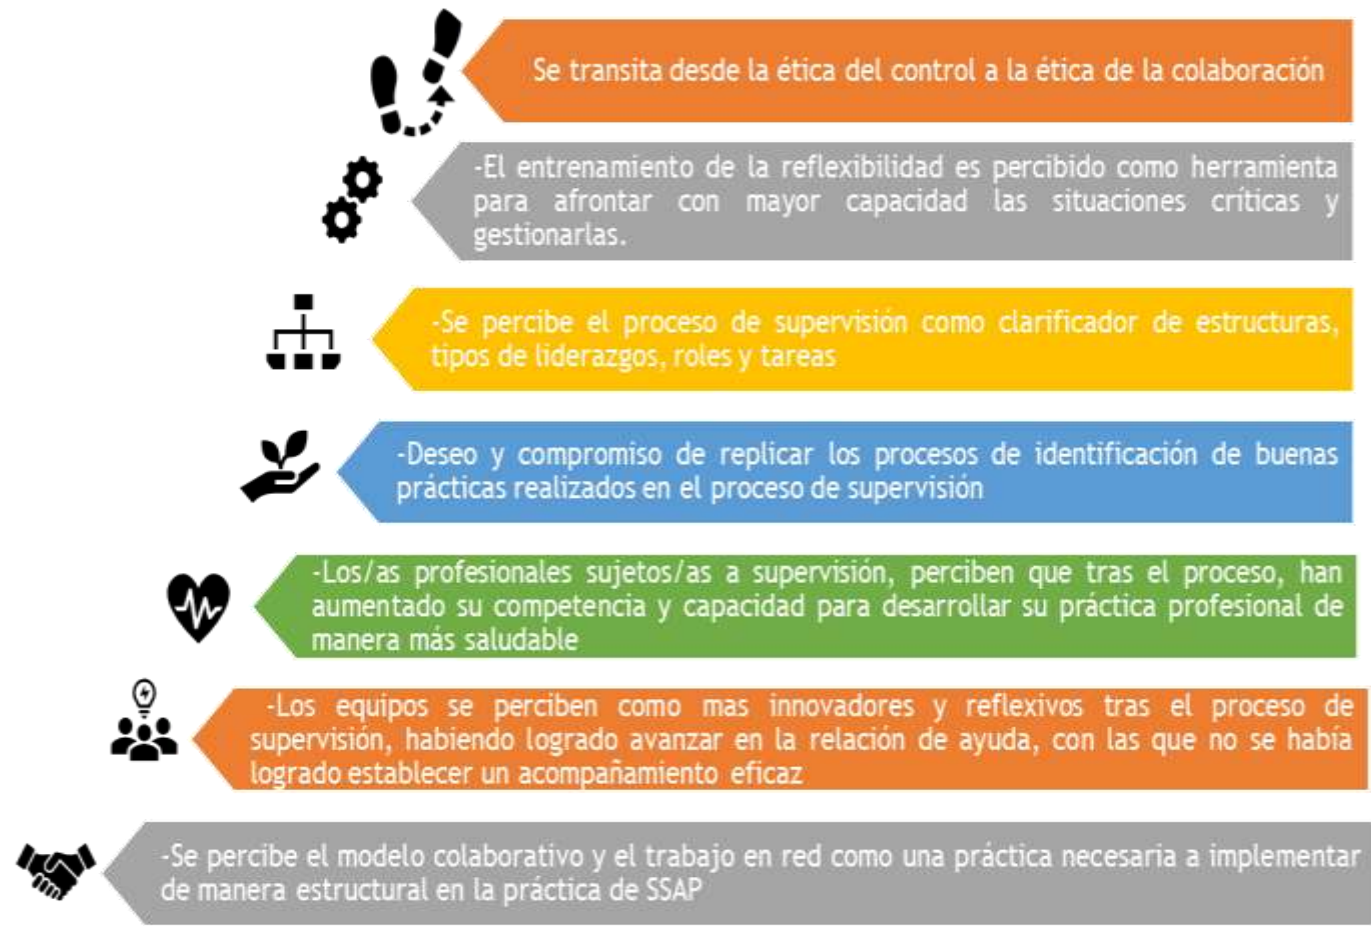 Se transita desde la ética del control a la ética de la colaboración
-El entrenamiento de la reflexibilidad es percibido como herramienta
para afrontar con mayor capacidad las situaciones críticas y
gestionarlas.
-Se percibe el proceso de supervisión como clarificador de estructuras,
tipos de liderazgos, roles y tareas
-Deseo y compromiso de replicar los procesos de identificación de buenas
prácticas realizados en el proceso de supervisión
-Los/as profesionales sujetos/as a supervisión, perciben que tras el proceso, han
aumentado su competencia y capacidad para desarrollar su práctica profesional de
manera más saludable
-Los equipos se perciben como mas innovadores y reflexivos tras el proceso de
supervisión, habiendo logrado avanzar en la relación de ayuda, con las que no se había
logrado establecer un acompañamiento eficaz
-Se percibe el modelo colaborativo y el trabajo en red como una práctica necesaria a implementar
de manera estructural en la práctica de SSAP